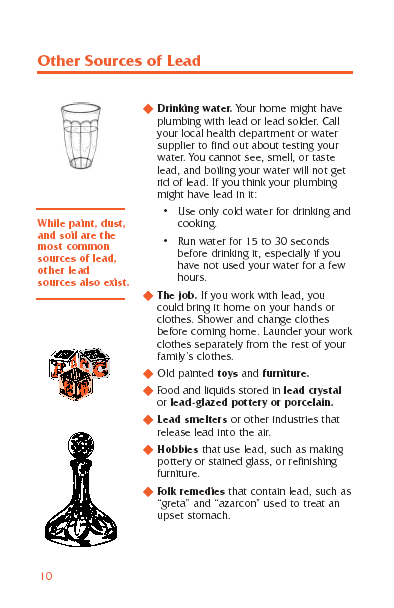 Other Sources of Lead
While paint, dust,
and soil are the
most common
sources of lead,
other lead
sources also exist.
◆ Drinking water. Your home might have
plumbing with lead or lead solder. Call
your local health department or water
supplier to find out about testing your
water. You cannot see, smell, or taste
lead, and boiling your water will not get
rid of lead. If you think your plumbing
might have lead in it:
• Use only cold water for drinking and
cooking.
• Run water for 15 to 30 seconds
before drinking it, especially if you
have not used your water for a few
hours.
◆ The job. If you work with lead, you
could bring it home on your hands or
clothes. Shower and change clothes
before coming home. Launder your work
clothes separately from the rest of your
family's clothes.
◆ Old painted toys and furniture.
◆ Food and liquids stored in lead crystal
or lead-glazed pottery or porcelain.
◆ Lead smelters or other industries that
release lead into the air.
◆ Hobbies that use lead, such as making
pottery or stained glass, or refinishing
furniture.
◆ Folk remedies that contain lead, such as
"greta" and "azarcon" used to treat an
upset stomach.
10